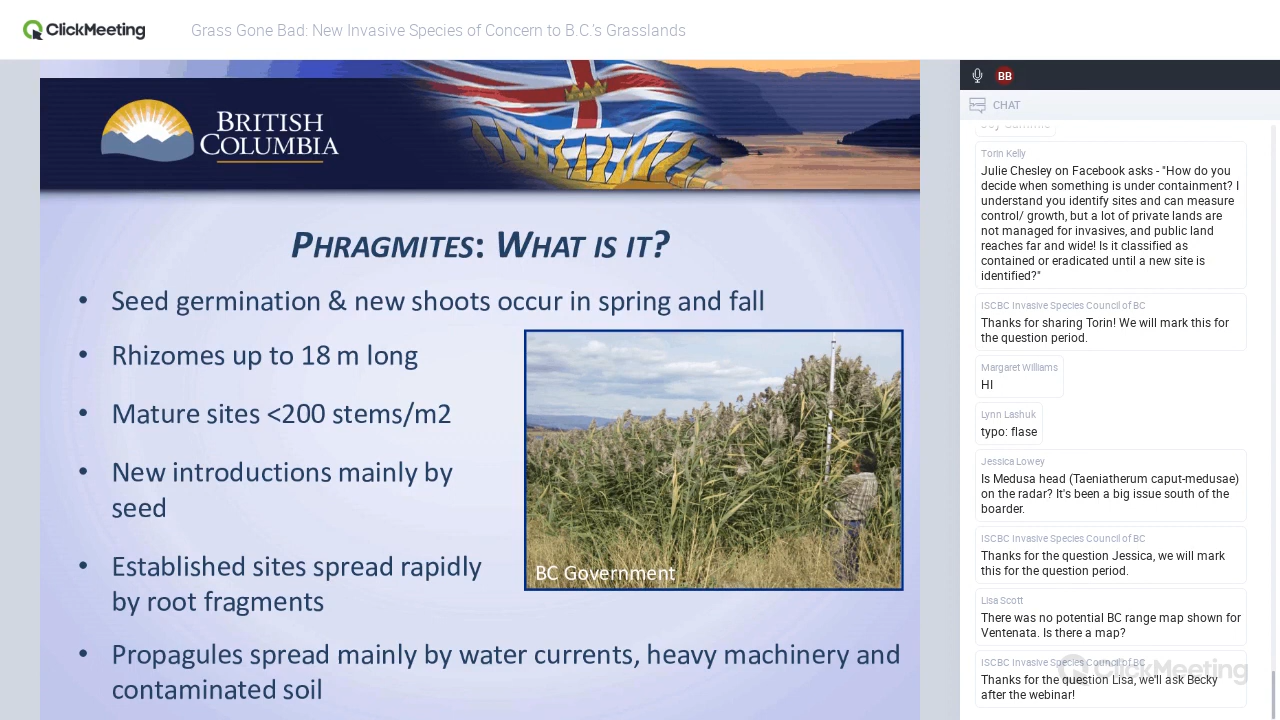 ClickMeeting
Grass Gone Bad: New Invasive Species of Concern to B.C.'s Grasslands
BRITISH
COLUMBIA
PHRAGMITES: WHAT IS IT?
• Seed germination & new shoots occur in spring and fall
• Rhizomes up to 18 m long
• Mature sites <200 stems/m2
• New introductions mainly by
seed
• Established sites spread rapidly
by root fragments
• Propagules spread mainly by water currents, heavy machinery and
contaminated soil
BC Government
BB
CHAT
Torin Kelly
Julie Chesley on Facebook asks - "How do you
decide when something is under containment? I
understand you identify sites and can measure
control/ growth, but a lot of private lands are
not managed for invasives, and public land
reaches far and wide! Is it classified as
contained or eradicated until a new site is
identified?"
ISCBC Invasive Species Council of BC
Thanks for sharing Torin! We will mark this for
the question period.
Margaret Williams
HI
Lynn Lashuk
typo: flase
Jessica Lowey
Is Medusa head (Taeniatherum caput-medusae)
on the radar? It's been a big issue south of the
boarder.
ISCBC Invasive Species Council of BC
Thanks for the question Jessica, we will mark
this for the question period.
Lisa Scott
There was no potential BC range map shown for
Ventenata. Is there a map?
ISCBC Invasive Species Council of BC
Thanks for the question Lisa, we'll ask Becky
after the webinar!
ClickMeeting